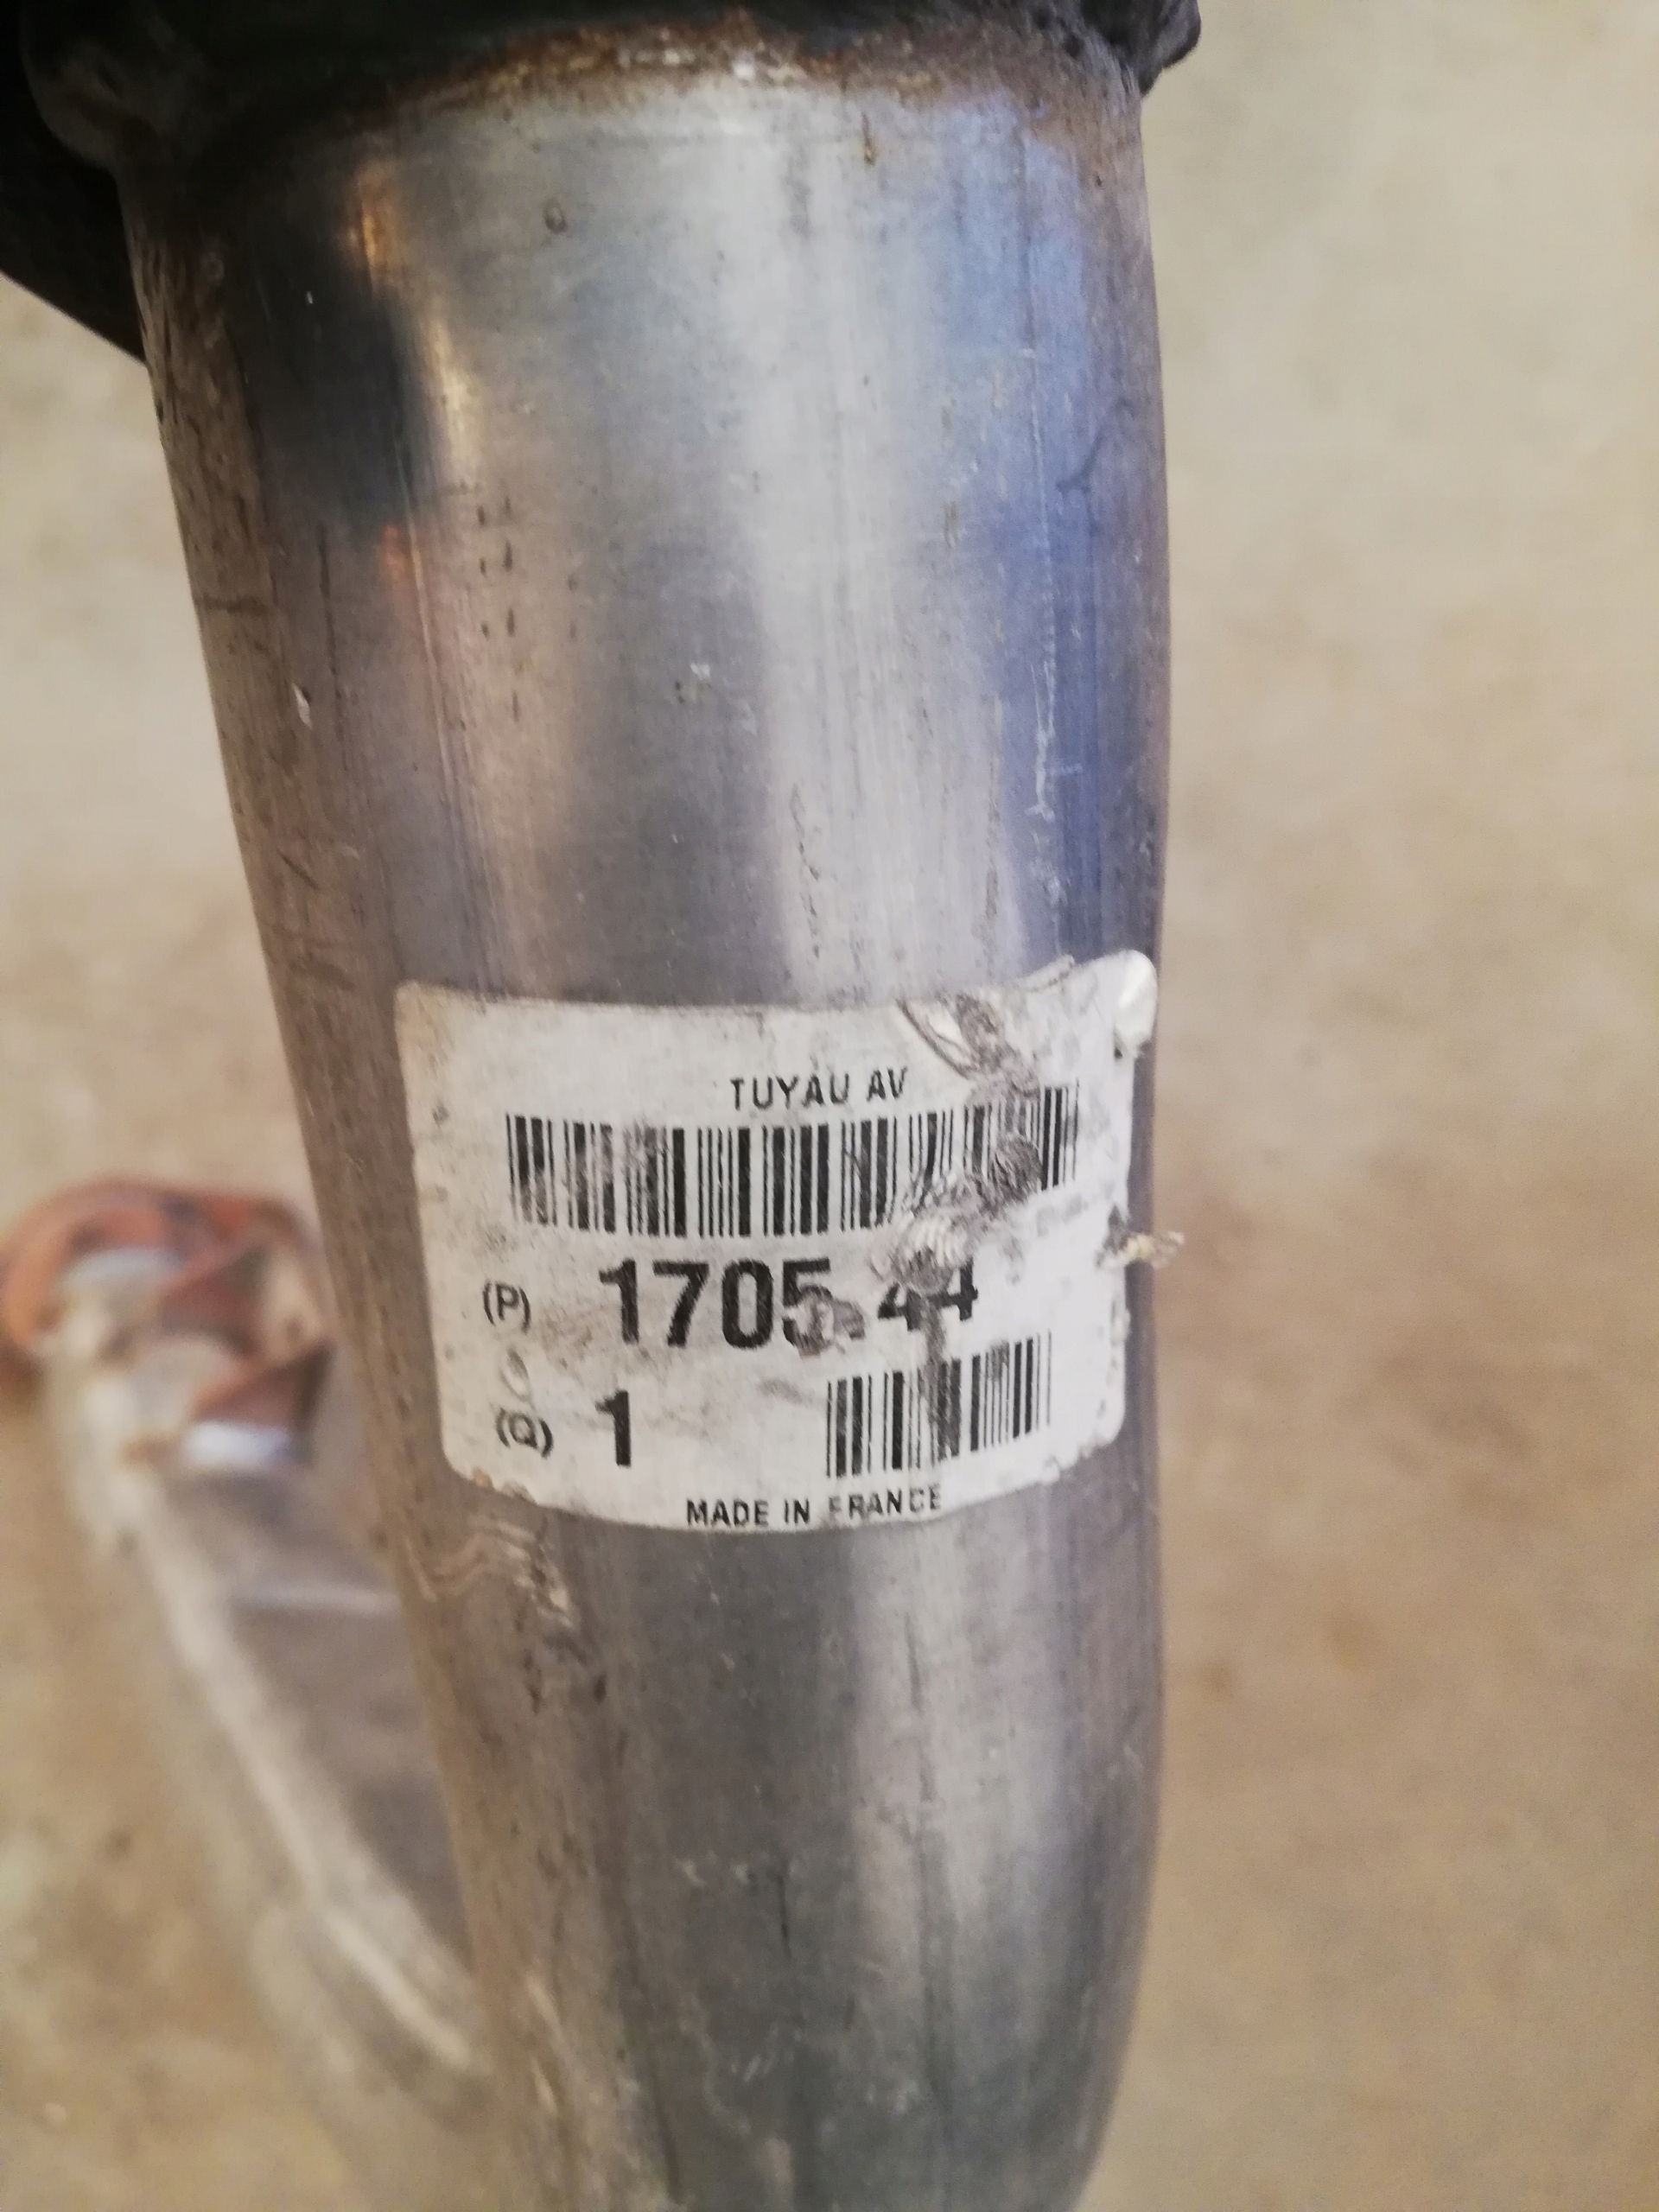 TUYAU AV
(P) 1705.44
(Q) 1
MADE IN FRANCE